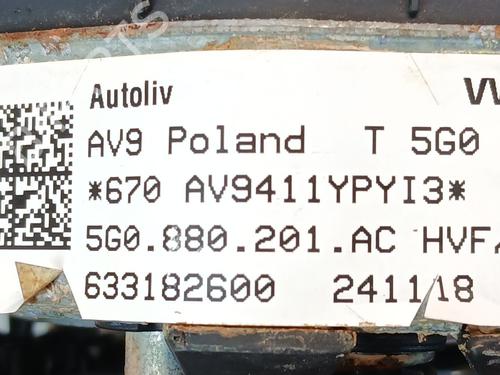 Autoliv
AV9 Poland T 5G0
*670 AV9411YPYI3*
5G0.880.201.AC HVF
633182600 241118